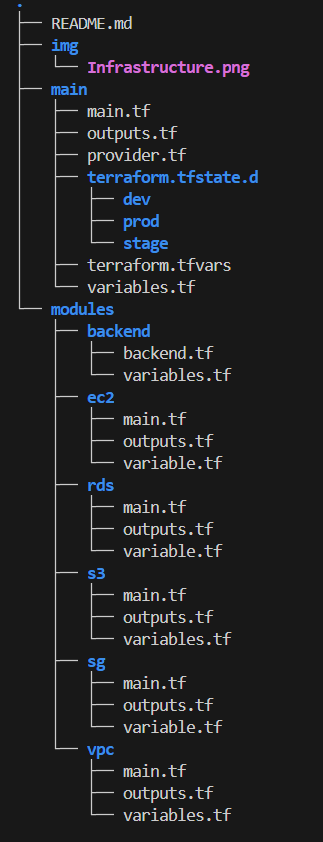 .
README.md
img
Infrastructure.png
main
main.tf
outputs.tf
provider.tf
terraform.tfstate.d
dev
prod
stage
terraform.tfvars
variables.tf
modules
backend
backend.tf
variables.tf
ec2
main.tf
outputs.tf
variable.tf
rds
main.tf
outputs.tf
variable.tf
s3
main.tf
outputs.tf
variables.tf
sg
main.tf
outputs.tf
variable.tf
vpc
main.tf
outputs.tf
variables.tf